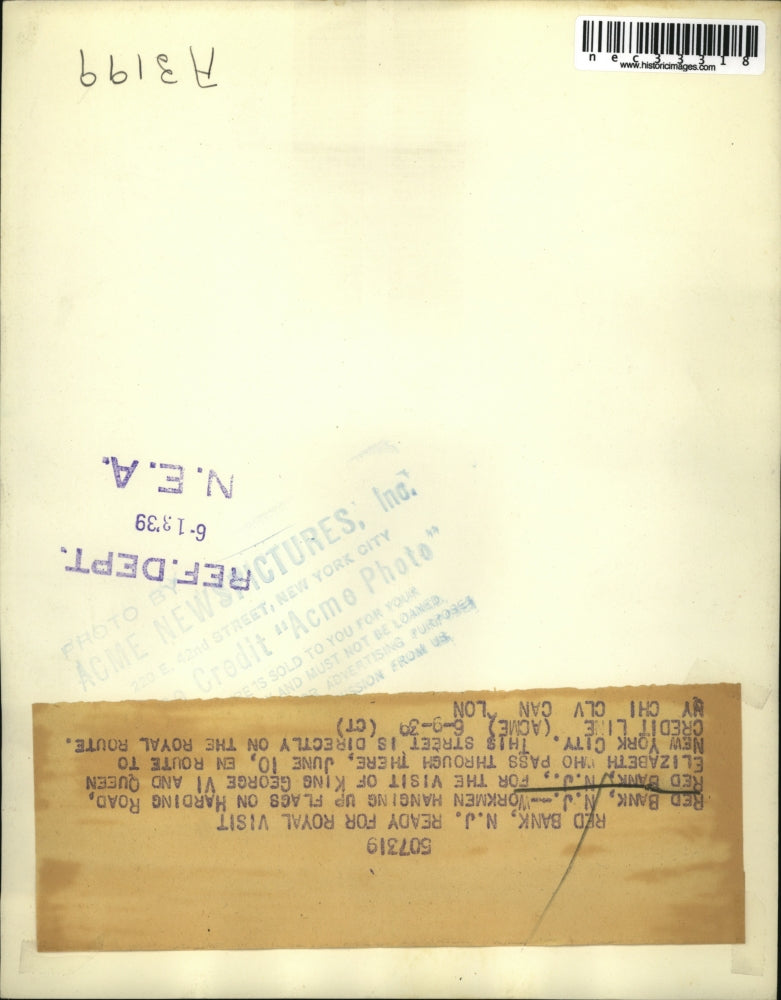 nec33318
www.historicimages.com
A3199
REF.DEPT.
6-13'39
N.E.A.
PHOTO BY
ACME NEWSPICTURES, Inc.
220 E. 42nd STREET, NEW YORK CITY
Credit "Acme Photo"
IS SOLD TO YOU FOR YOUR
AND MUST NOT BE LOANED,
ADVERTISING PURPOSES
FROM US.
507319
RED BANK, N.J. READY FOR ROYAL VISIT
RED BANK, N.J.--WORKMEN HANGING UP FLAGS ON HARDING ROAD,
RED BANK, N.J., FOR THE VISIT OF KING GEORGE VI AND QUEEN
ELIZABETH WHO PASS THROUGH THERE, JUNE 10, EN ROUTE TO
NEW YORK CITY. THIS STREET IS DIRECTLY ON THE ROYAL ROUTE.
CREDIT LINE (ACME) 6-9-39 (CT)
NY CHI CLV CAN LON